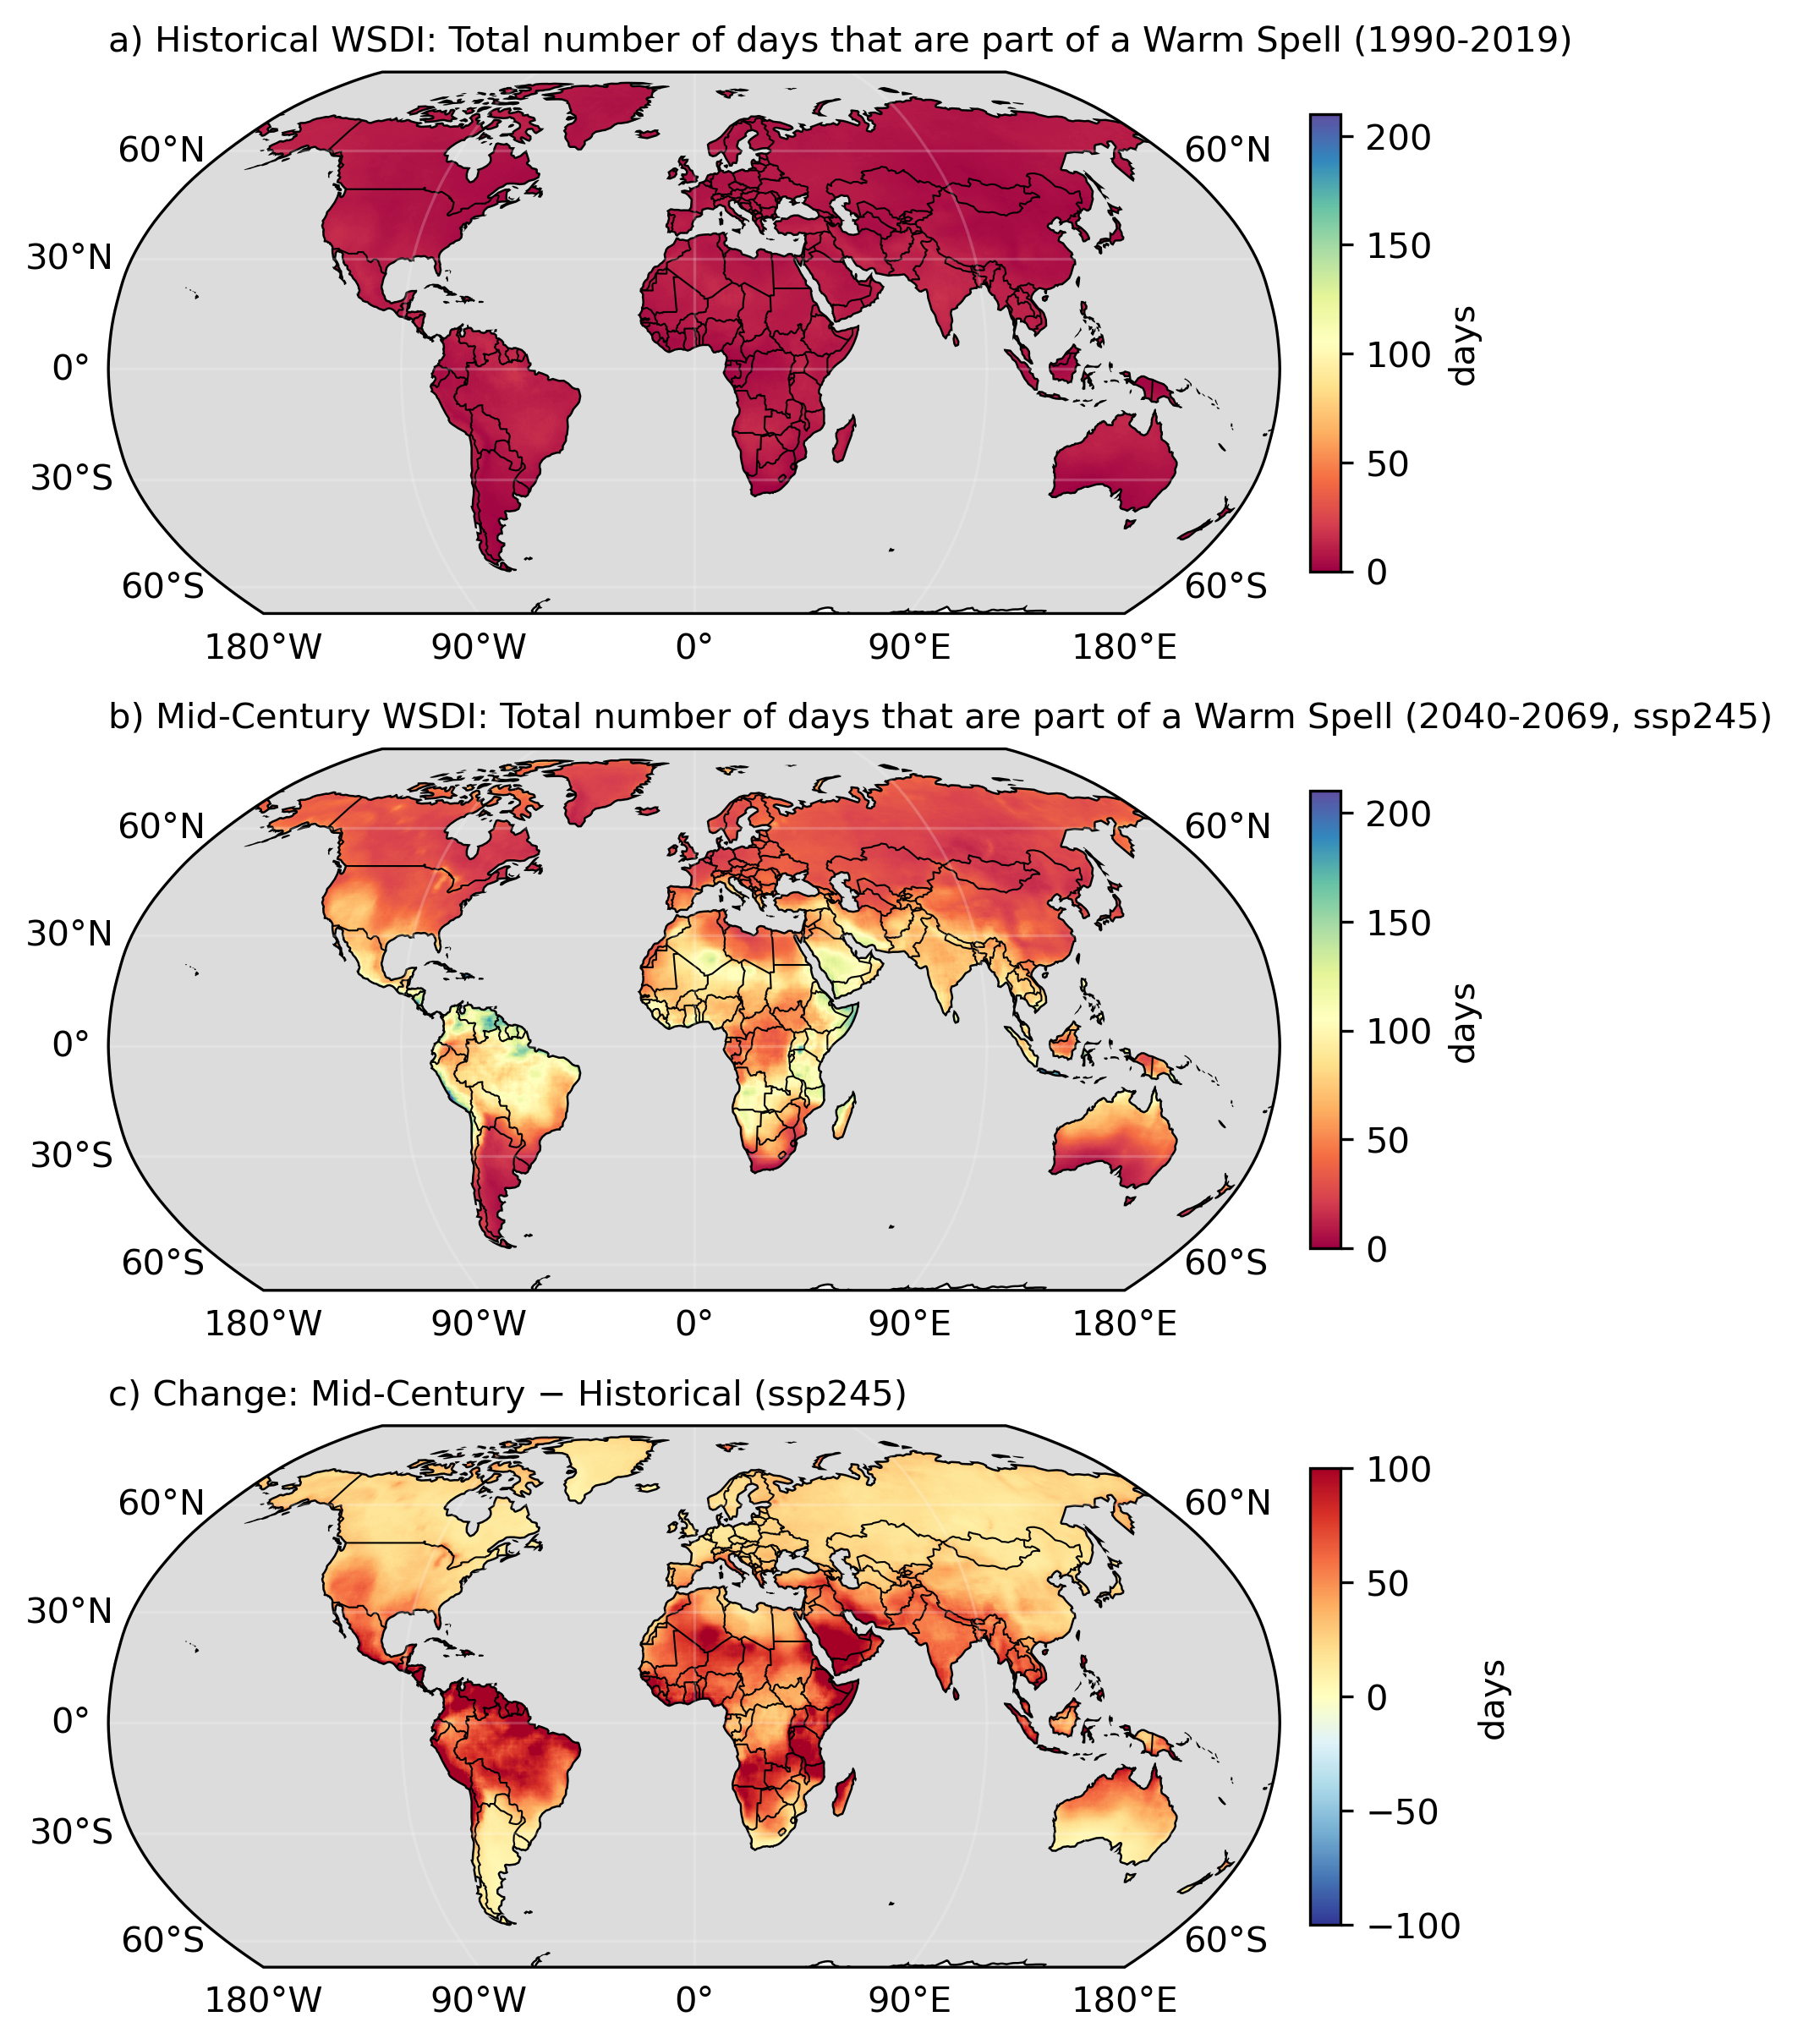 a) Historical WSDI: Total number of days that are part of a Warm Spell (1990-2019)
60°N
60°N
200
30°N
150
100
days
0°
50
30°S
0
60°S
60°S
180°W
90°W
0°
90°E
180°E
b) Mid-Century WSDI: Total number of days that are part of a Warm Spell (2040-2069, ssp245)
60°N
60°N
200
30°N
150
100
days
0°
50
30°S
0
60°S
60°S
180°W
90°W
0°
90°E
180°E
c) Change: Mid-Century − Historical (ssp245)
100
60°N
60°N
50
30°N
0
days
0°
−50
30°S
−100
60°S
60°S
180°W
90°W
0°
90°E
180°E